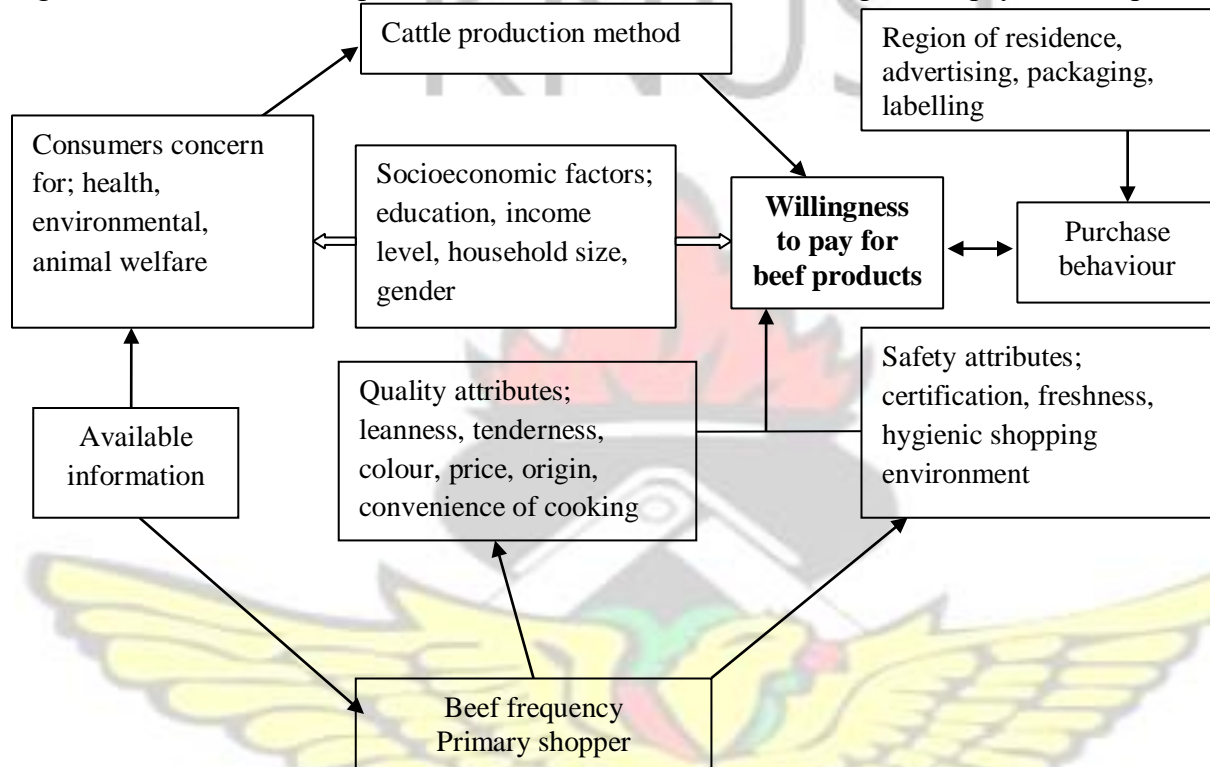 Cattle production method
Region of residence,
advertising, packaging,
labelling
Consumers concern
for; health,
environmental,
animal welfare
Socioeconomic factors;
education, income
level, household size,
gender
Willingness
to pay for
beef products
Purchase
behaviour
Available
information
Quality attributes;
leanness, tenderness,
colour, price, origin,
convenience of cooking
Safety attributes;
certification, freshness,
hygienic shopping
environment
Beef frequency
Primary shopper